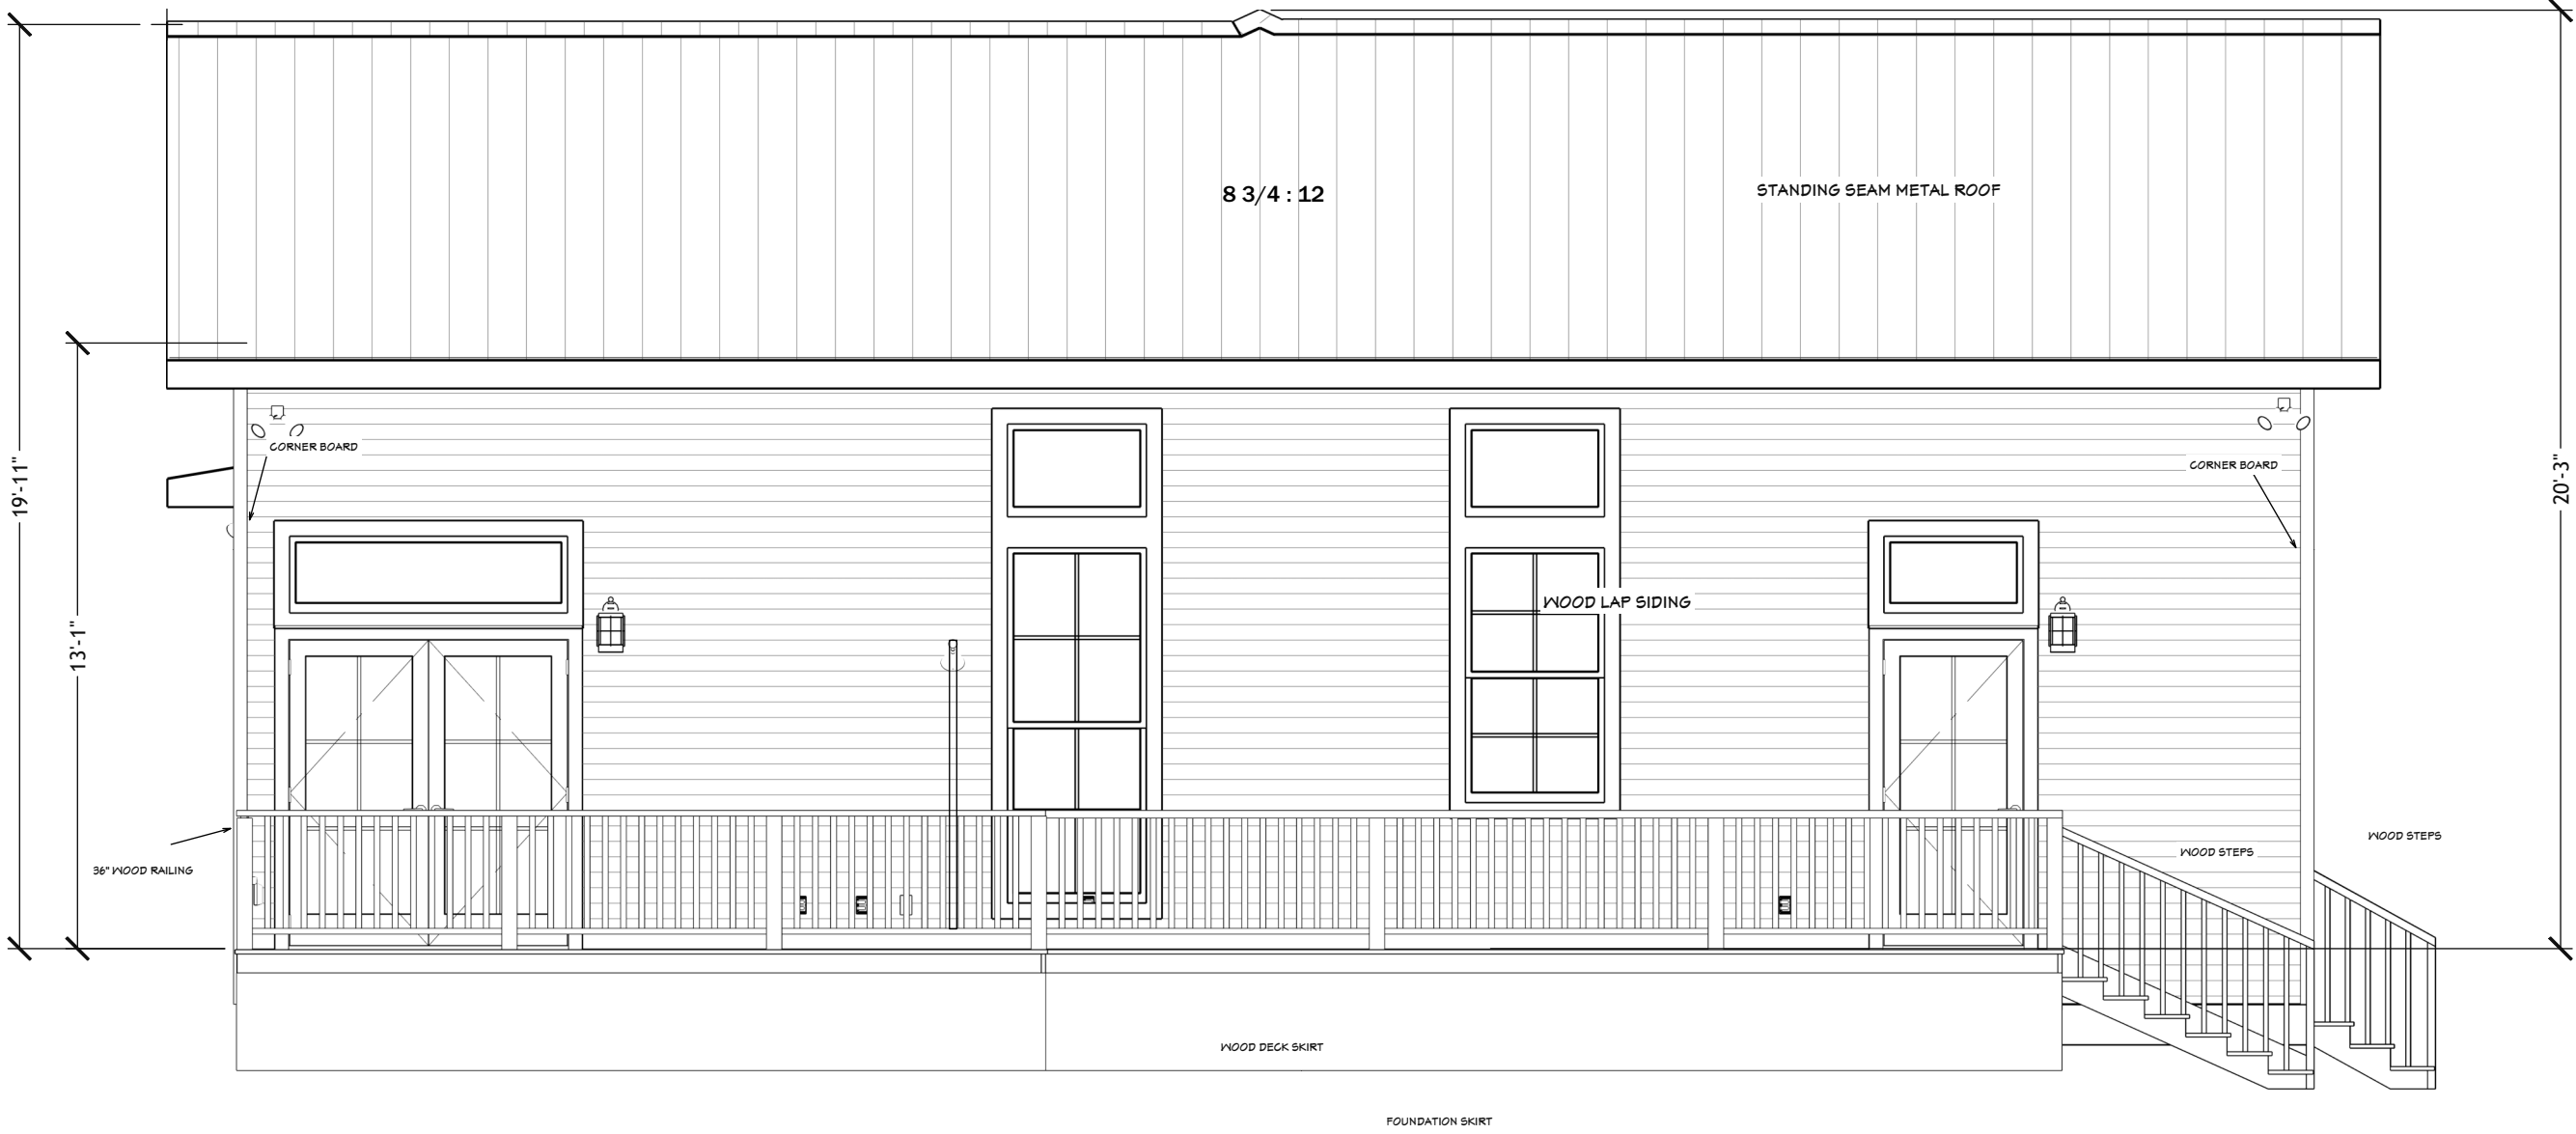 8 3/4 : 12
STANDING SEAM METAL ROOF
CORNER BOARD
CORNER BOARD
19'-11"
20'-3"
WOOD LAP SIDING
13'-1"
WOOD STEPS
WOOD STEPS
36" WOOD RAILING
WOOD DECK SKIRT
FOUNDATION SKIRT